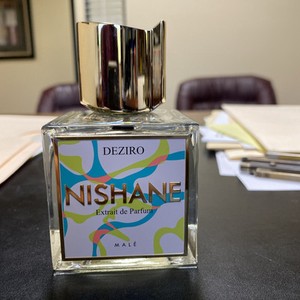 DEZIRO
NISHANE
Extrait de Parfum
MALÉ